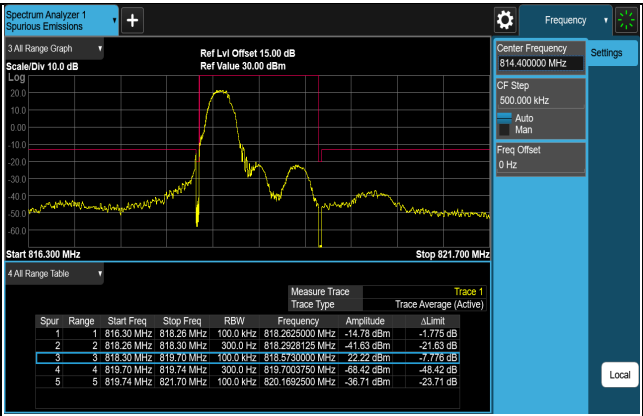 Spectrum Analyzer 1
Spurious Emissions
Frequency
3 All Range Graph
Ref Lvl Offset 15.00 dB
Scale/Div 10.0 dB
Ref Value 30.00 dBm
Log
20.0
10.0
0.00
-10.0
-20.0
-30.0
-40.0
-50.0
-60.0
Start 816.300 MHz
Stop 821.700 MHz
Center Frequency
814.400000 MHz
Settings
CF Step
500.000 kHz
Auto
Man
Freq Offset
0 Hz
4 All Range Table
Measure Trace Trace 1
Trace Type Trace Average (Active)
Spur Range Start Freq Stop Freq RBW Frequency Amplitude ΔLimit
1 1 816.30 MHz 818.26 MHz 100.0 kHz 818.2625000 MHz -14.78 dBm -1.775 dB
2 2 818.26 MHz 818.30 MHz 300.0 Hz 818.2928125 MHz -41.63 dBm -21.63 dB
3 3 818.30 MHz 819.70 MHz 100.0 kHz 818.5730000 MHz 22.22 dBm -7.776 dB
4 4 819.70 MHz 819.74 MHz 300.0 Hz 819.7003750 MHz -68.42 dBm -48.42 dB
5 5 819.74 MHz 821.70 MHz 100.0 kHz 820.1692500 MHz -36.71 dBm -23.71 dB
Local